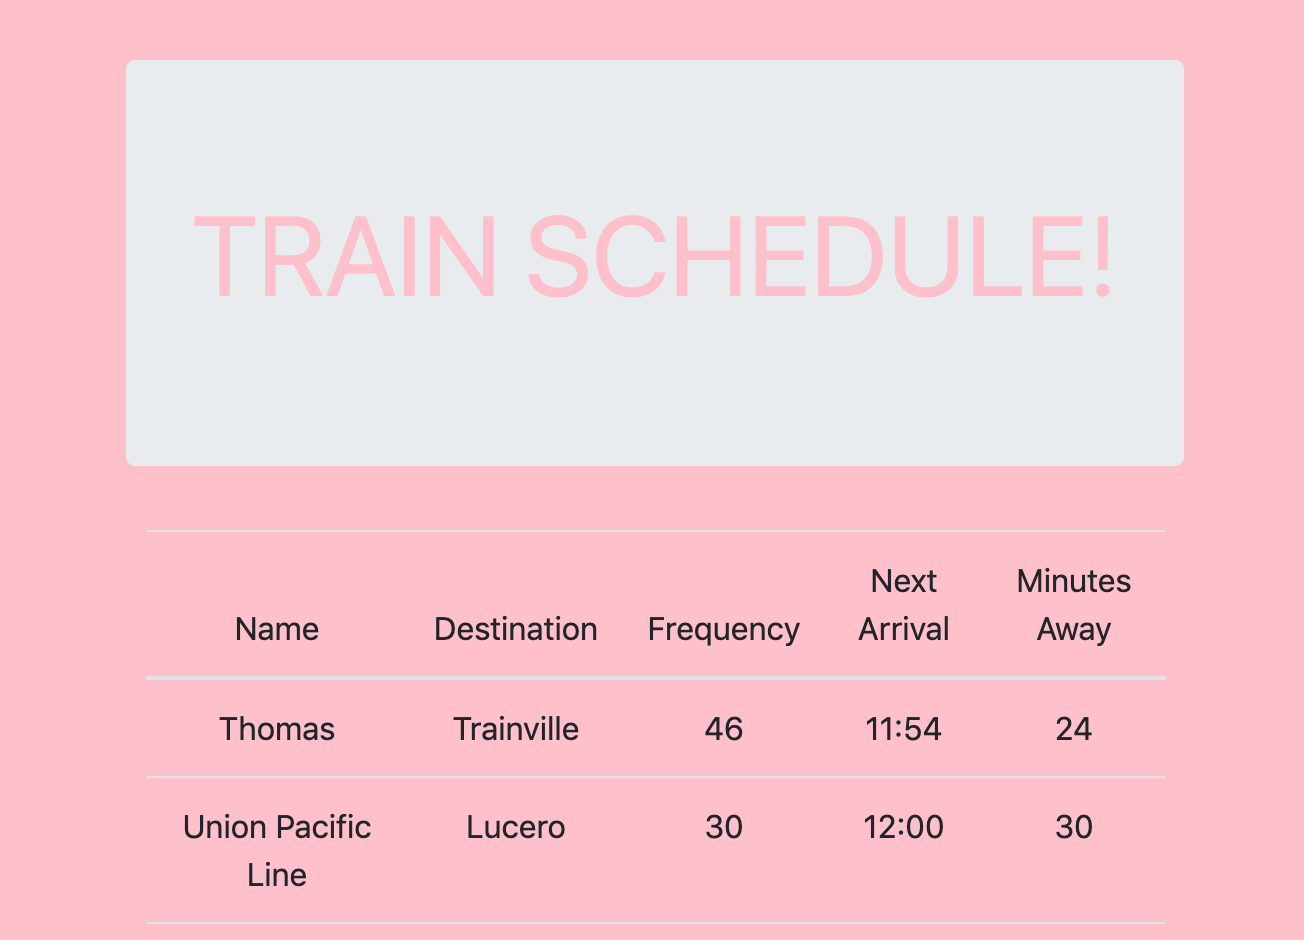 TRAIN SCHEDULE!
Name Destination Frequency Next Arrival Minutes Away
Thomas Trainville 46 11:54 24
Union Pacific Line Lucero 30 12:00 30